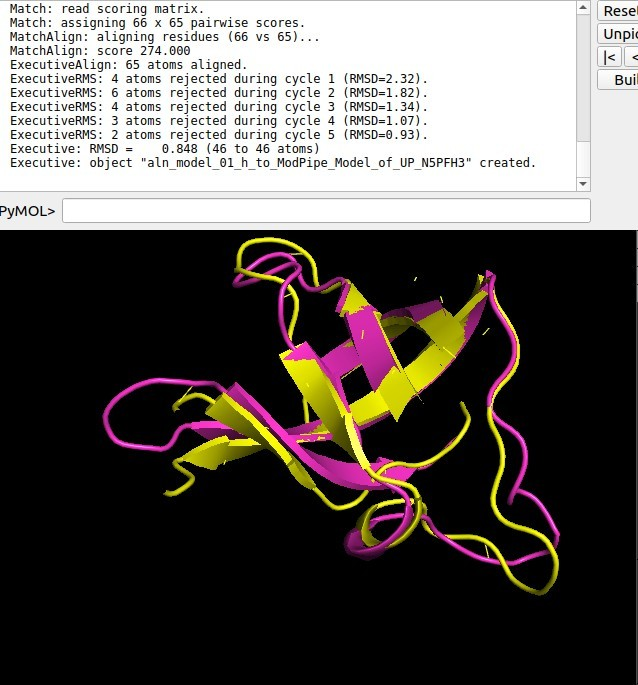 Match: read scoring matrix.
Match: assigning 66 x 65 pairwise scores.
MatchAlign: aligning residues (66 vs 65)...
MatchAlign: score 274.000
ExecutiveAlign: 65 atoms aligned.
ExecutiveRMS: 4 atoms rejected during cycle 1 (RMSD=2.32).
ExecutiveRMS: 6 atoms rejected during cycle 2 (RMSD=1.82).
ExecutiveRMS: 4 atoms rejected during cycle 3 (RMSD=1.34).
ExecutiveRMS: 3 atoms rejected during cycle 4 (RMSD=1.07).
ExecutiveRMS: 2 atoms rejected during cycle 5 (RMSD=0.93).
Executive: RMSD =    0.848 (46 to 46 atoms)
Executive: object "aln_model_01_h_to_ModPipe_Model_of_UP_N5PFH3" created.
PyMOL>
Rese
Unpi
|< <
Buil